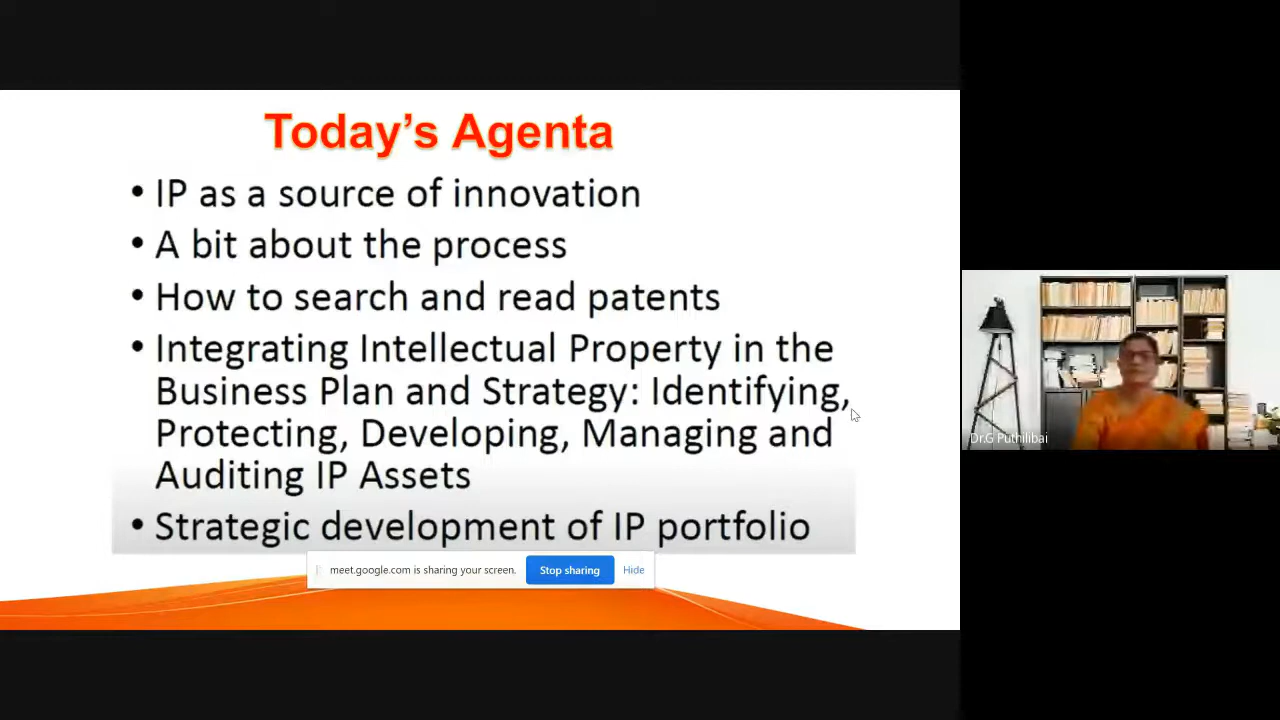 Today's Agenta
• IP as a source of innovation
• A bit about the process
• How to search and read patents
• Integrating Intellectual Property in the
Business Plan and Strategy: Identifying,
Protecting, Developing, Managing and
Auditing IP Assets
• Strategic development of IP portfolio
meet.google.com is sharing your screen. Stop sharing Hide
Dr.G Puthilibai